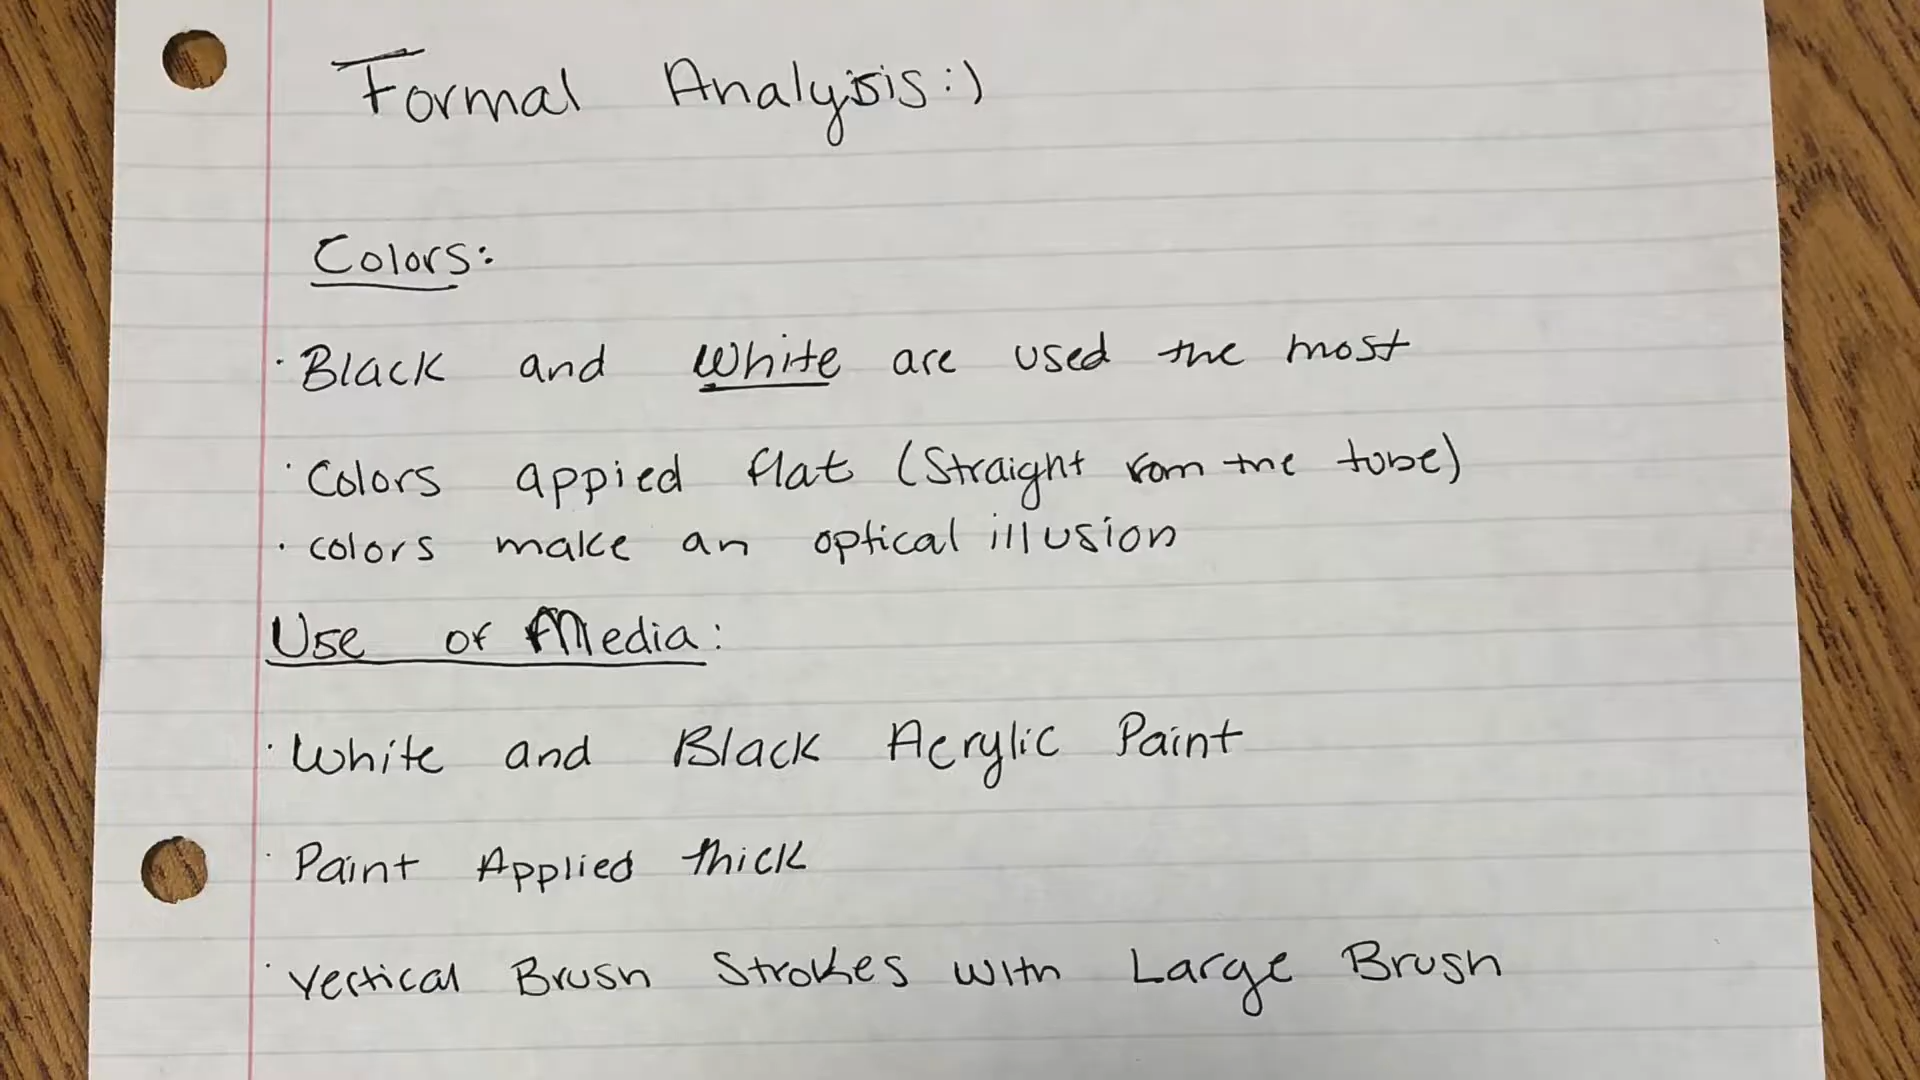 Formal Analysis:)
Colors:
· Black and White are used the most
· Colors appied flat (Straight rom the tube)
· colors make an optical illusion
Use of Media:
· White and Black Acrylic Paint
· Paint Applied thick
· Vertical Brush Strokes with Large Brush